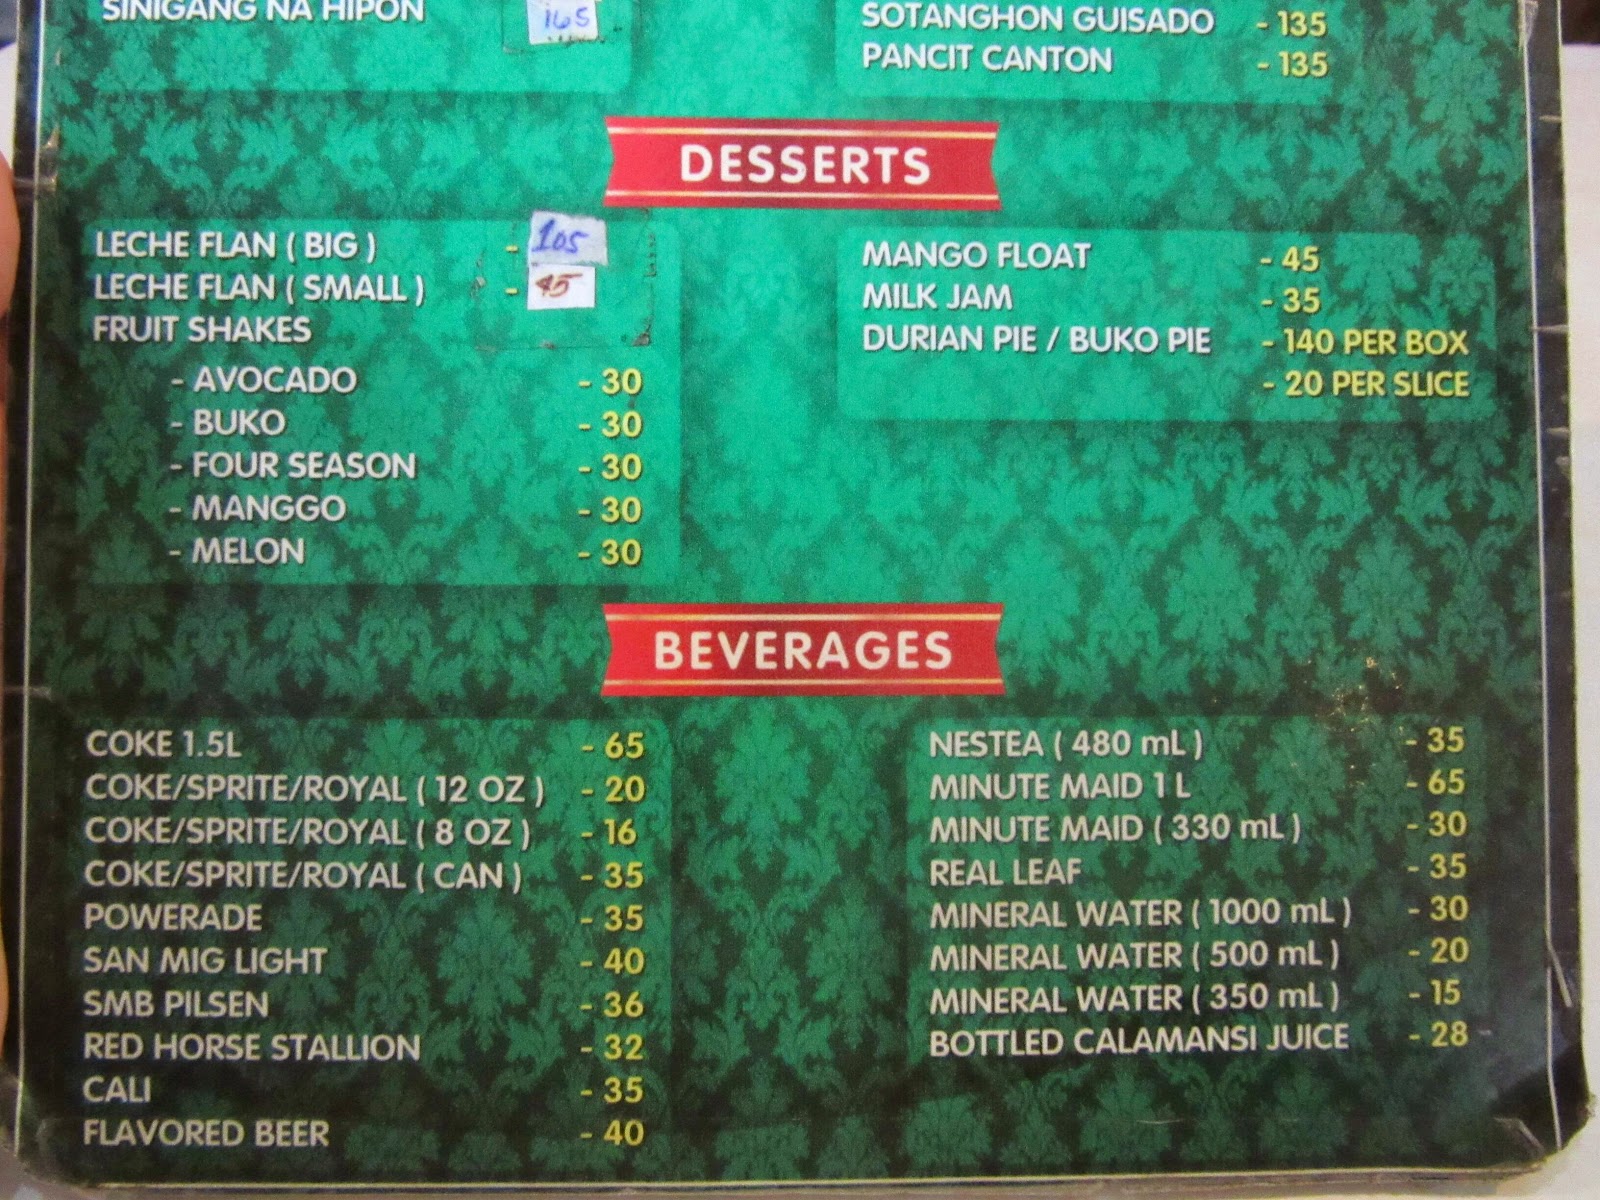 SINIGANG NA HIPON 165
SOTANGHON GUISADO - 135
PANCIT CANTON - 135
DESSERTS
LECHE FLAN ( BIG ) - 105
LECHE FLAN ( SMALL ) - 45
FRUIT SHAKES
- AVOCADO - 30
- BUKO - 30
- FOUR SEASON - 30
- MANGGO - 30
- MELON - 30
MANGO FLOAT - 45
MILK JAM - 35
DURIAN PIE / BUKO PIE - 140 PER BOX
- 20 PER SLICE
BEVERAGES
COKE 1.5L - 65
COKE/SPRITE/ROYAL ( 12 OZ ) - 20
COKE/SPRITE/ROYAL ( 8 OZ ) - 16
COKE/SPRITE/ROYAL ( CAN ) - 35
POWERADE - 35
SAN MIG LIGHT - 40
SMB PILSEN - 36
RED HORSE STALLION - 32
CALI - 35
FLAVORED BEER - 40
NESTEA ( 480 mL ) - 35
MINUTE MAID 1 L - 65
MINUTE MAID ( 330 mL ) - 30
REAL LEAF - 35
MINERAL WATER ( 1000 mL ) - 30
MINERAL WATER ( 500 mL ) - 20
MINERAL WATER ( 350 mL ) - 15
BOTTLED CALAMANSI JUICE - 28